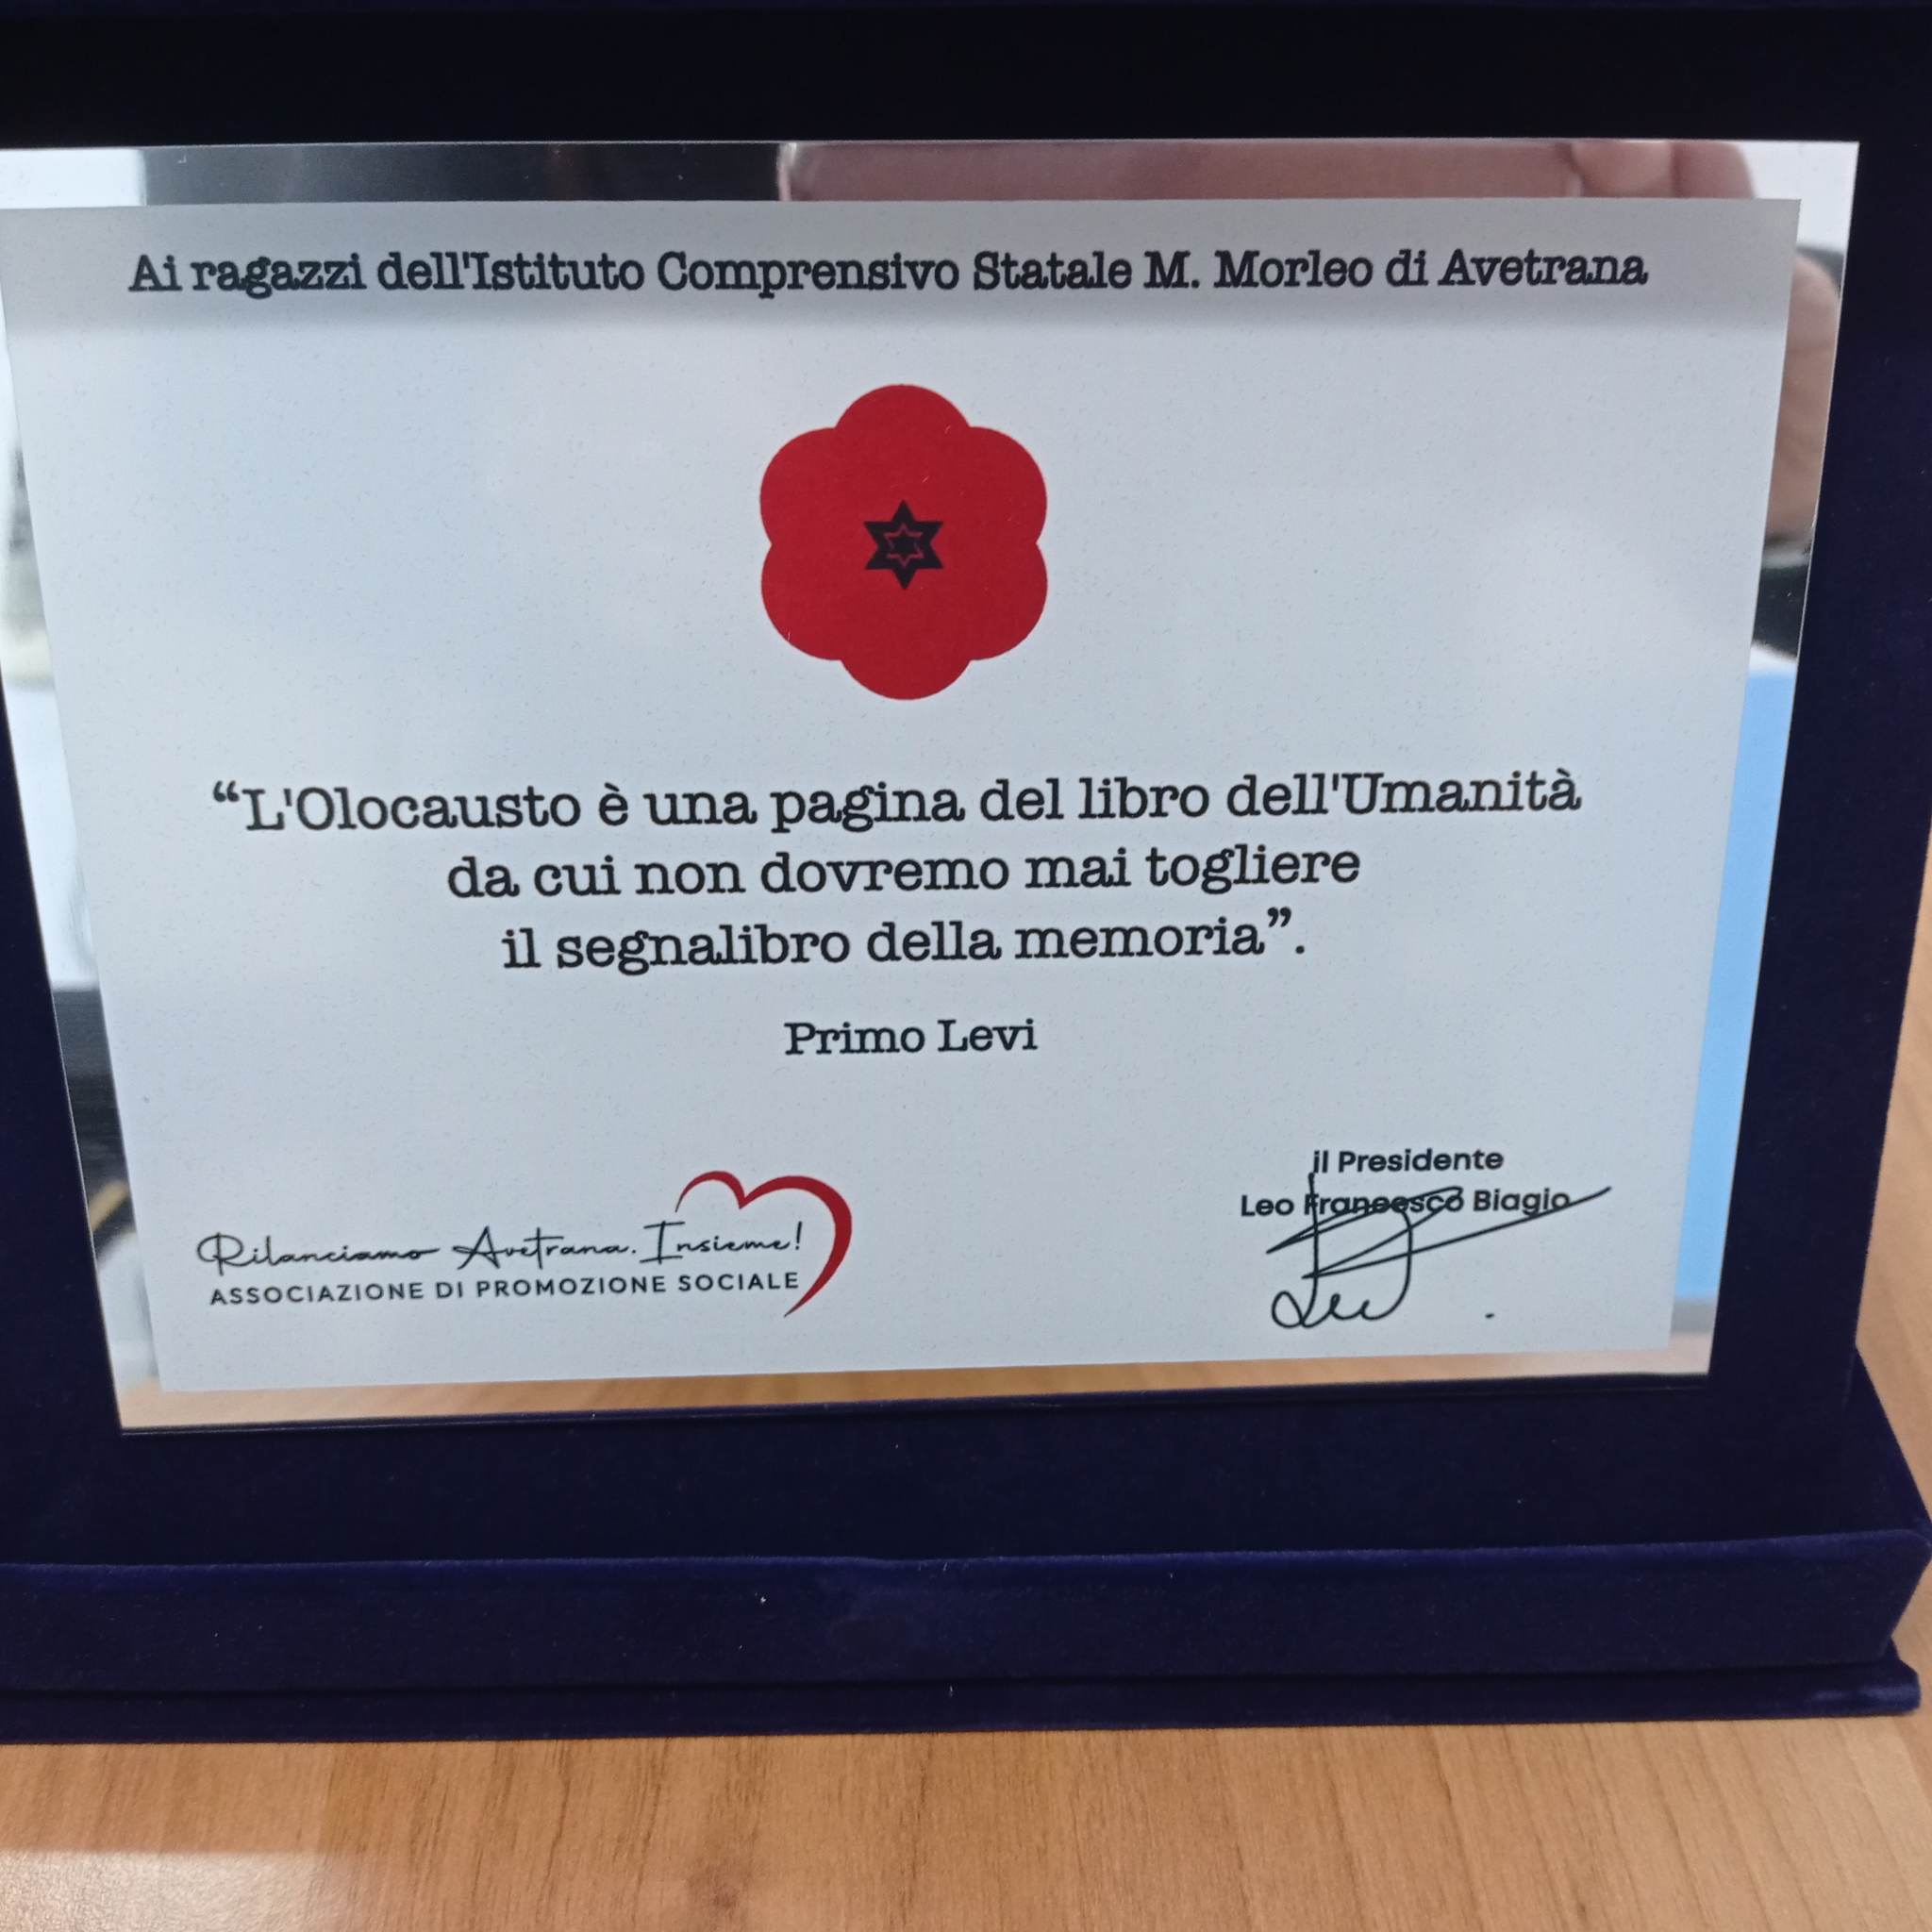 Ai ragazzi dell'Istituto Comprensivo Statale M. Morleo di Avetrana
“L'Olocausto è una pagina del libro dell'Umanità
da cui non dovremo mai togliere
il segnalibro della memoria”.
Primo Levi
Rilanciamo Avetrana. Insieme!
ASSOCIAZIONE DI PROMOZIONE SOCIALE
il Presidente
Leo Francesco Biagio